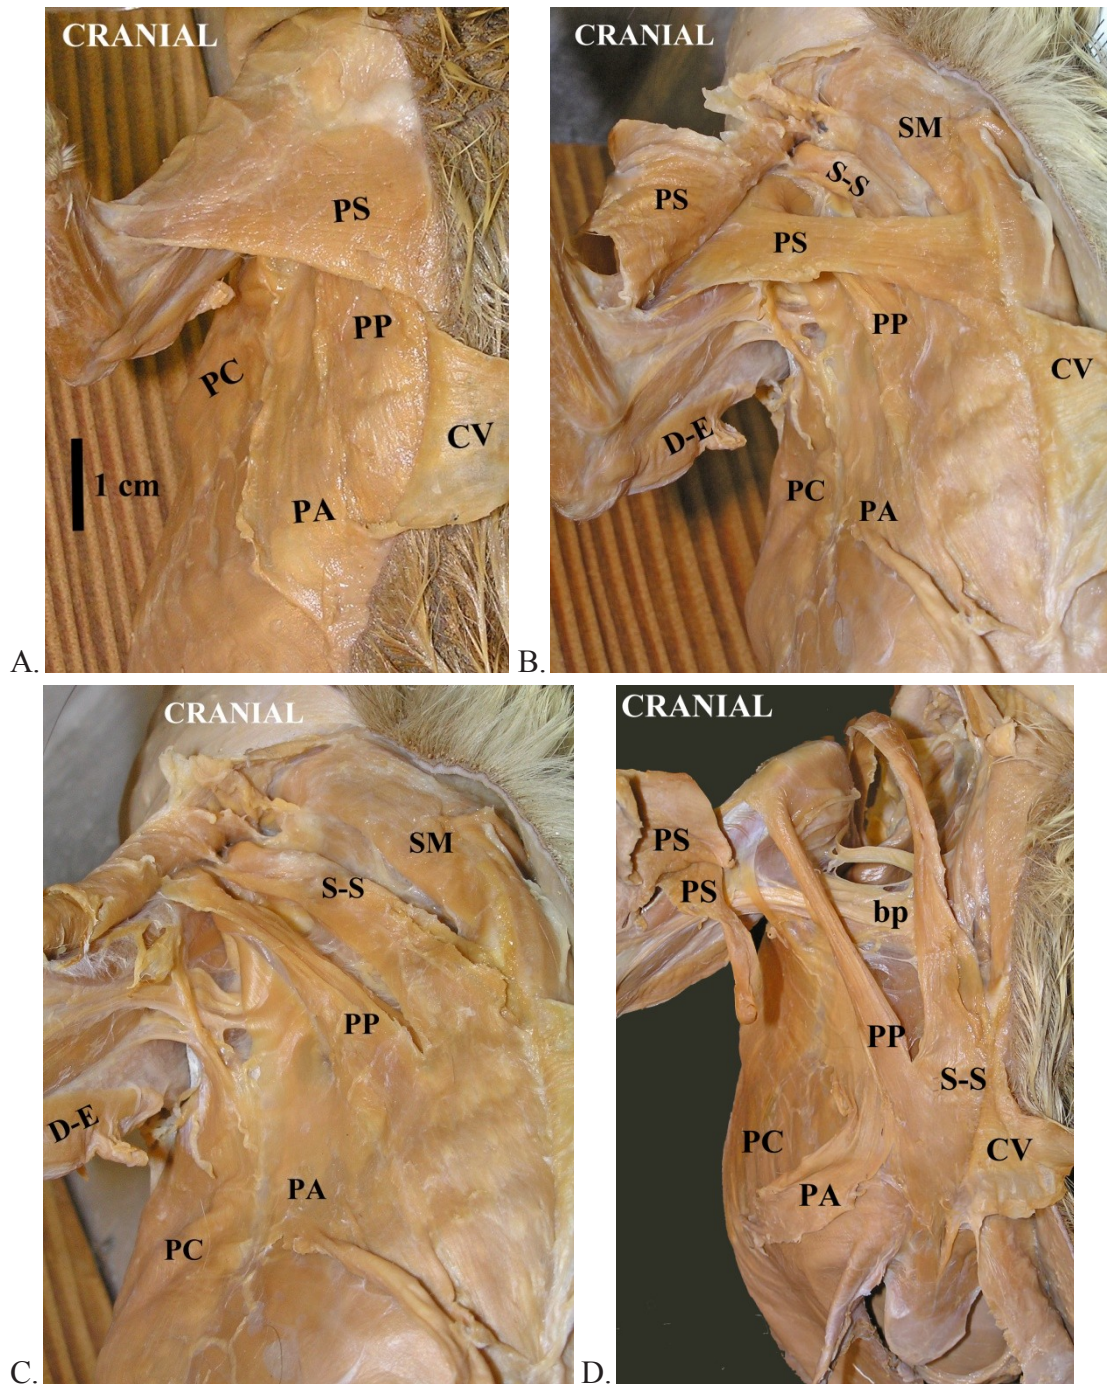 CRANIAL
PS
PP
PC
CV
1 cm
PA
A.
CRANIAL
SM
S-S
PS
PS
PP
CV
D-E
PC
PA
B.
CRANIAL
SM
S-S
PP
D-E
PA
PC
C.
CRANIAL
PS
PS
bp
PP
S-S
PC
CV
PA
D.